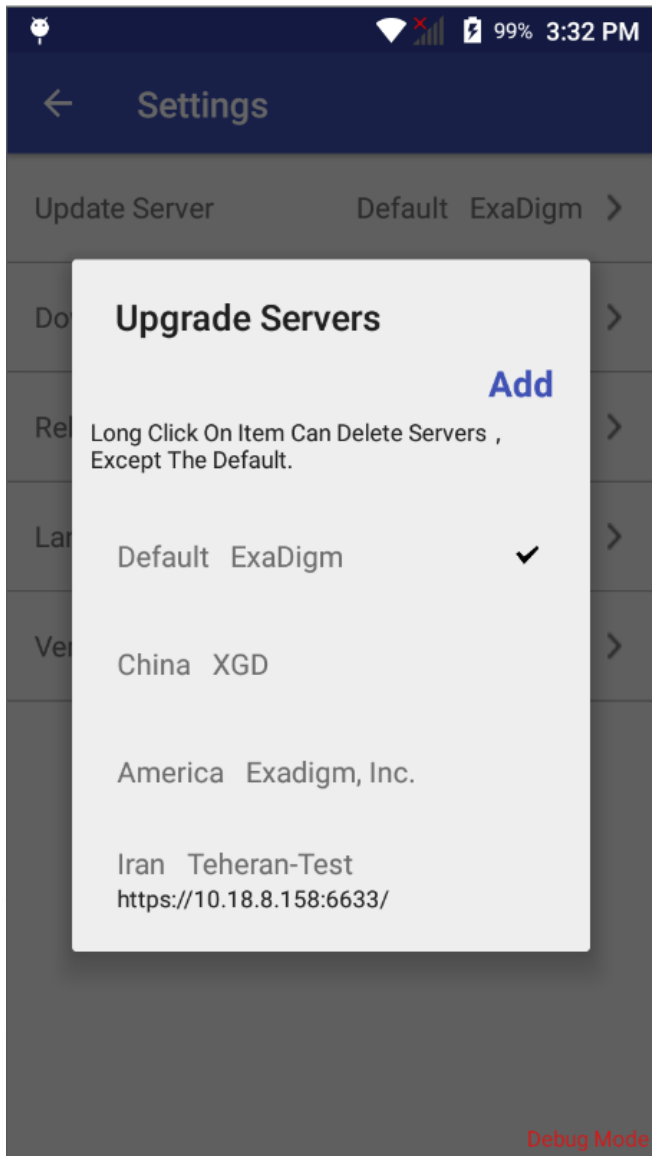 99% 3:32 PM
Settings
Update Server Default ExaDigm
Upgrade Servers
Add
Long Click On Item Can Delete Servers ,
Except The Default.
Default ExaDigm
China XGD
America Exadigm, Inc.
Iran Teheran-Test
https://10.18.8.158:6633/
Debug Mode